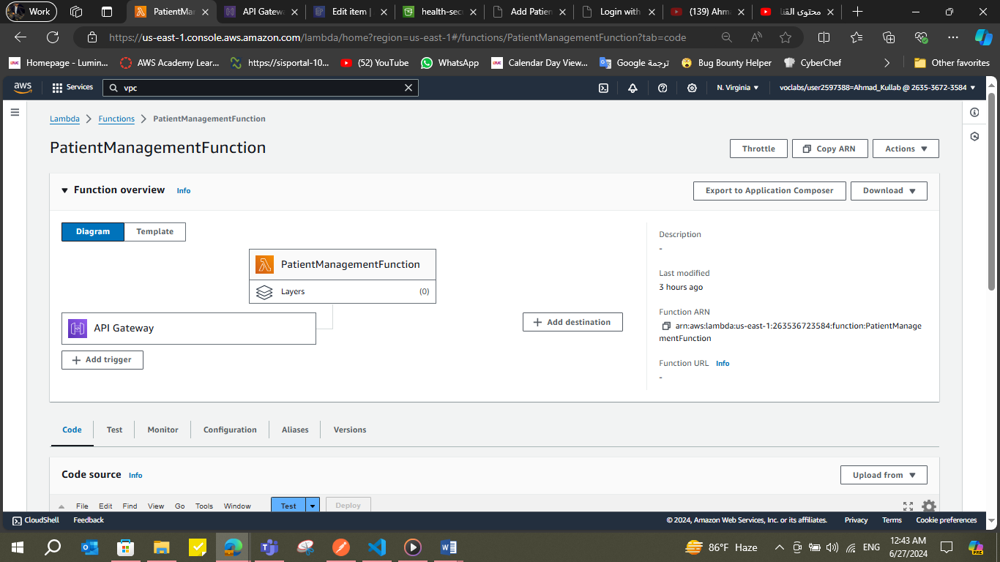 Work
PatientMar
API Gatewa
Edit item |
health-secu
Add Patien
Login with
(139) Ahma
محتوى القنا
https://us-east-1.console.aws.amazon.com/lambda/home?region=us-east-1#/functions/PatientManagementFunction?tab=code
Homepage - Lumin...
AWS Academy Lear...
https://sisportal-10...
(52) YouTube
WhatsApp
Calendar Day View...
ترجمة Google
Bug Bounty Helper
CyberChef
Other favorites
aws
Services
vpc
N. Virginia
voclabs/user2597388=Ahmad_Kullab @ 2635-3672-3584
Lambda
Functions
PatientManagementFunction
PatientManagementFunction
Throttle
Copy ARN
Actions
Function overview
Info
Export to Application Composer
Download
Diagram
Template
PatientManagementFunction
Layers
(0)
API Gateway
Add trigger
Add destination
Description
-
Last modified
3 hours ago
Function ARN
arn:aws:lambda:us-east-1:263536723584:function:PatientManage
mentFunction
Function URL
Info
-
Code
Test
Monitor
Configuration
Aliases
Versions
Code source
Info
Upload from
File
Edit
Find
View
Go
Tools
Window
Test
Deploy
CloudShell
Feedback
© 2024, Amazon Web Services, Inc. or its affiliates.
Privacy
Terms
Cookie preferences
86°F Haze
ENG
12:43 AM
6/27/2024
PRE